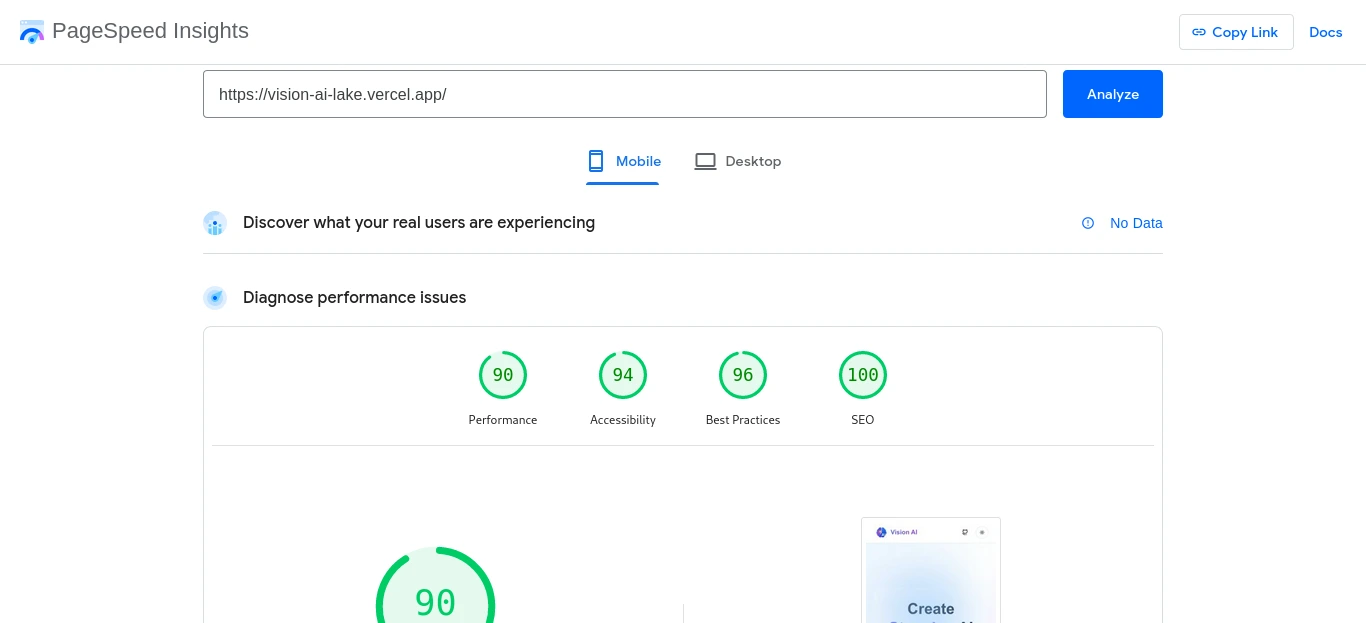 PageSpeed Insights
Copy Link
Docs
https://vision-ai-lake.vercel.app/
Analyze
Mobile
Desktop
Discover what your real users are experiencing
No Data
Diagnose performance issues
90
94
96
100
Performance
Accessibility
Best Practices
SEO
Vision AI
90
Create